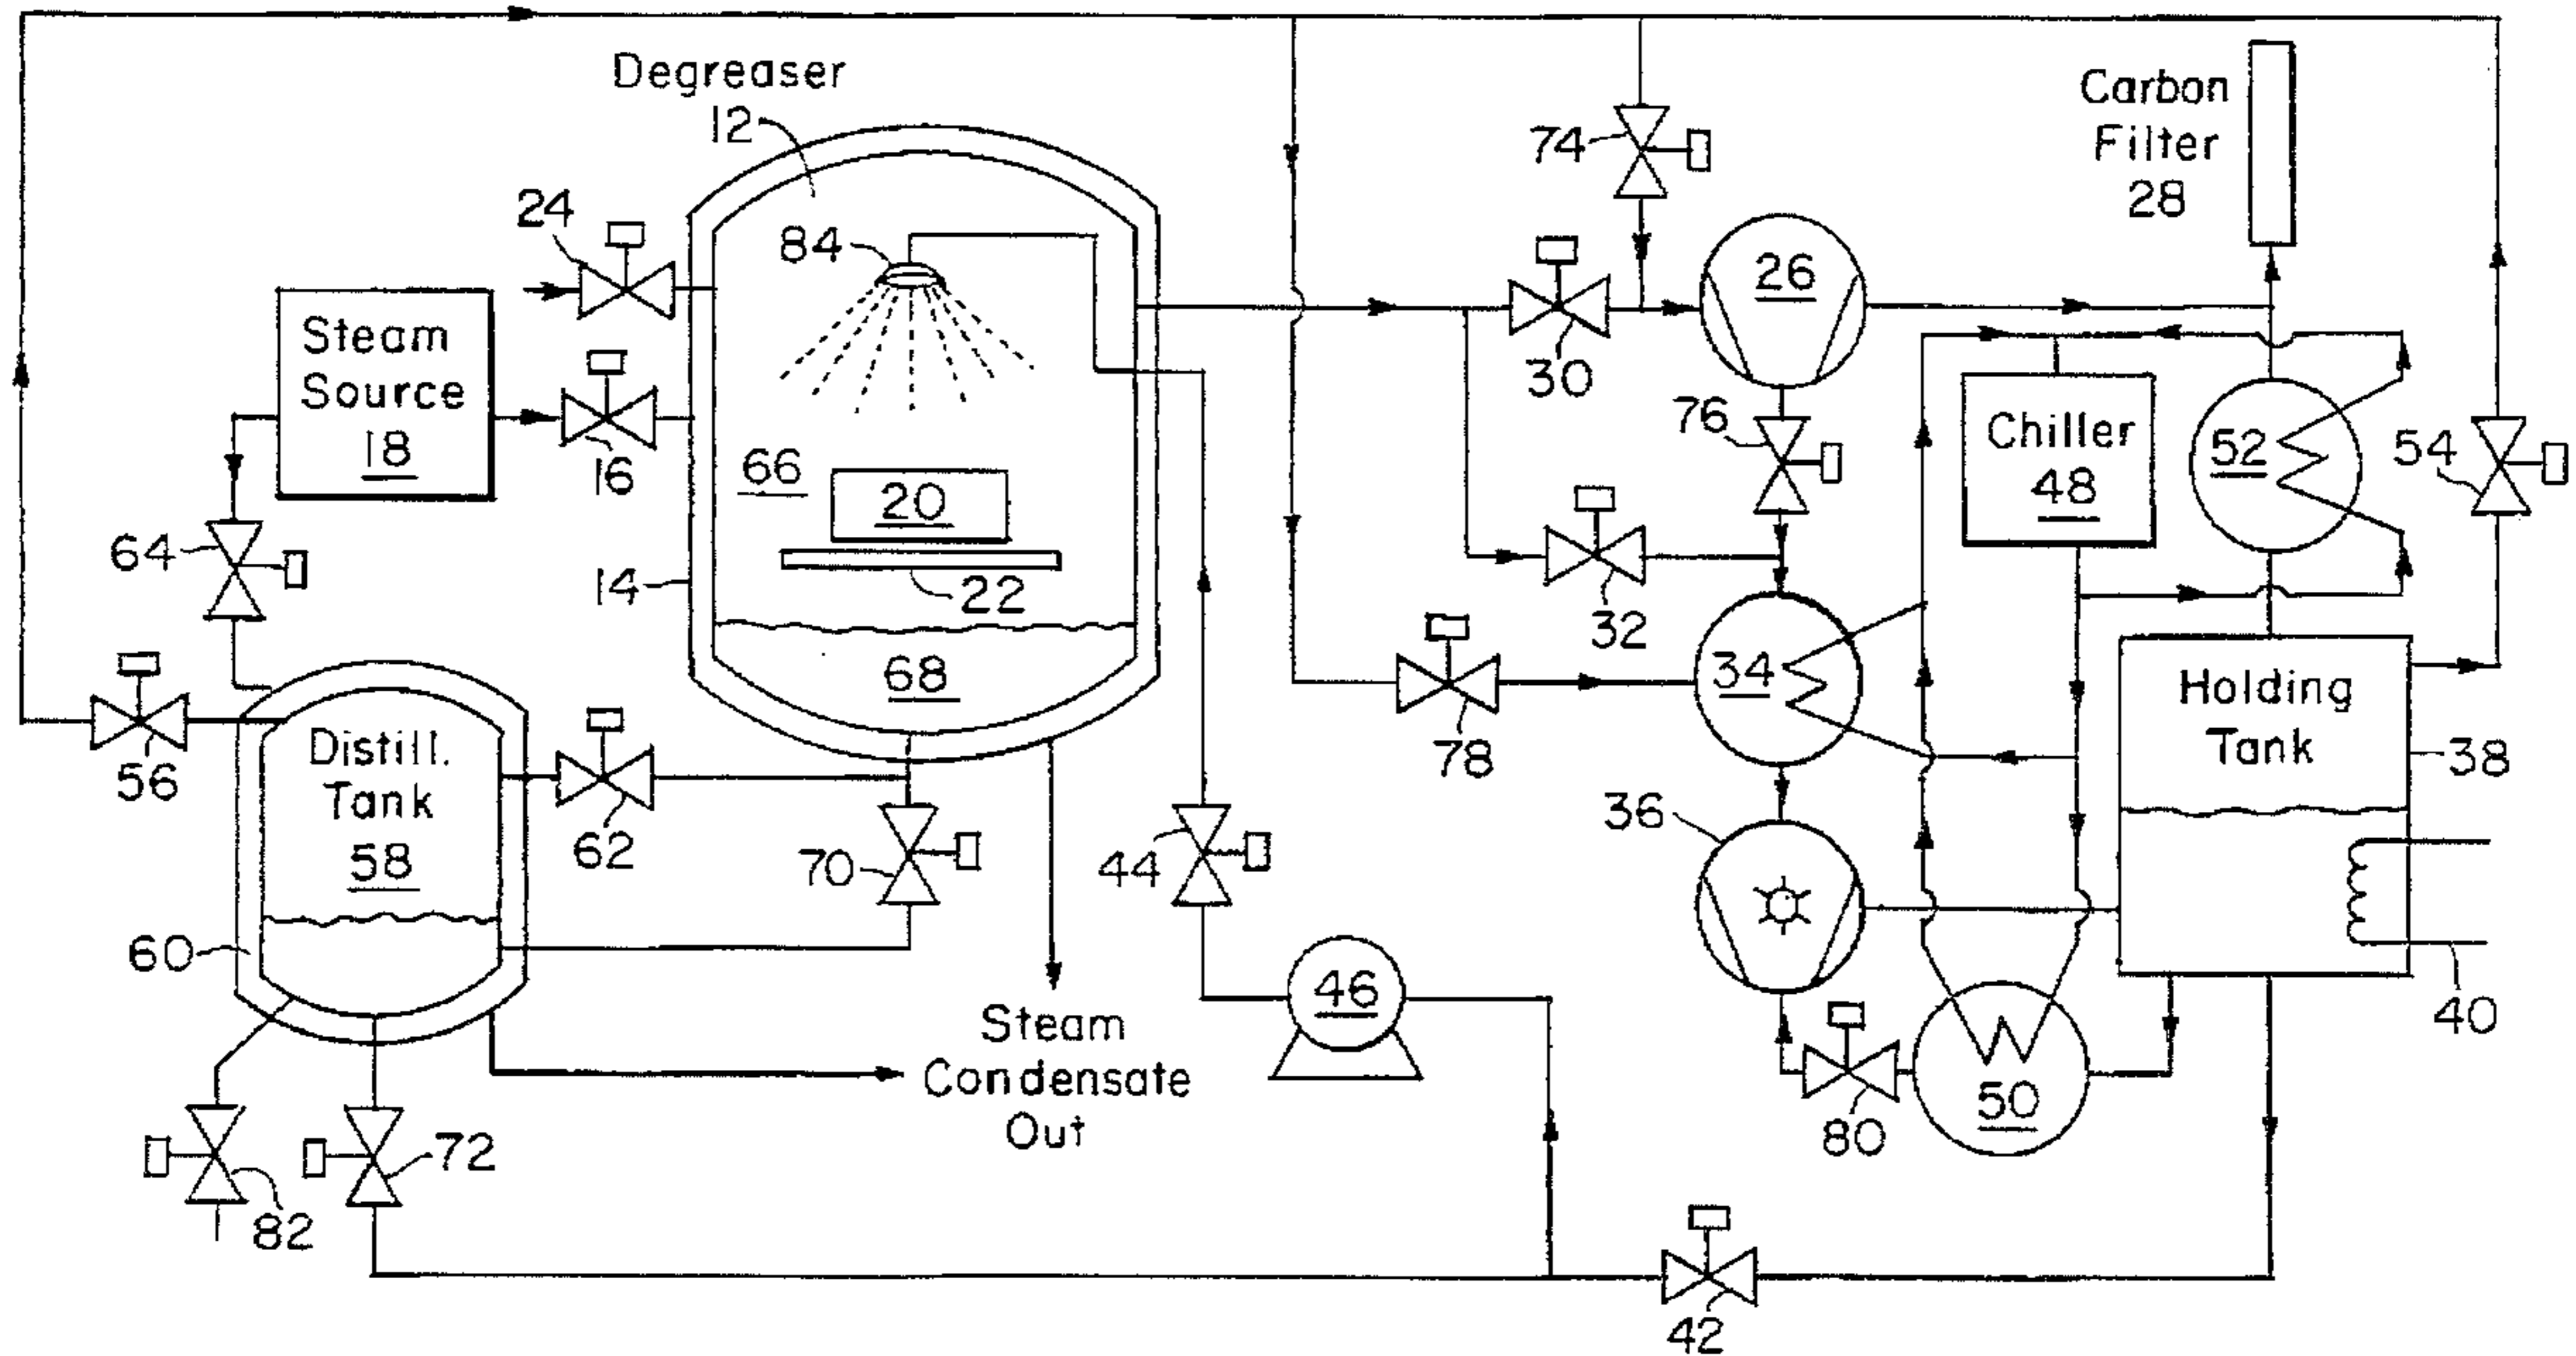 Degreaser
12
Carbon
Filter
28
74
24
84
26
30
Steam
Source
18
16
76
Chiller
48
52
54
66
20
64
14
22
32
34
68
Holding
Tank
38
78
Distill.
Tank
58
56
62
36
70
44
60
46
40
Steam
Condensate
Out
50
80
72
82
42